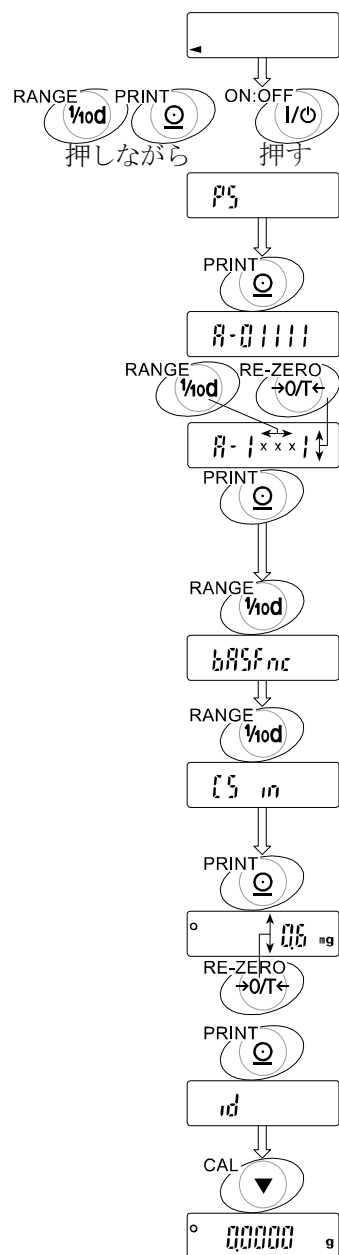 RANGE PRINT ON:OFF
1/10d I/⏻
押しながら 押す
PS
PRINT
A-01111
RANGE RE-ZERO
1/10d →0/T←
A-1xxx1
PRINT
RANGE
1/10d
bASFnc
RANGE
1/10d
CS in
PRINT
0.6 mg
RE-ZERO
→0/T←
PRINT
id
CAL
0.0000 g